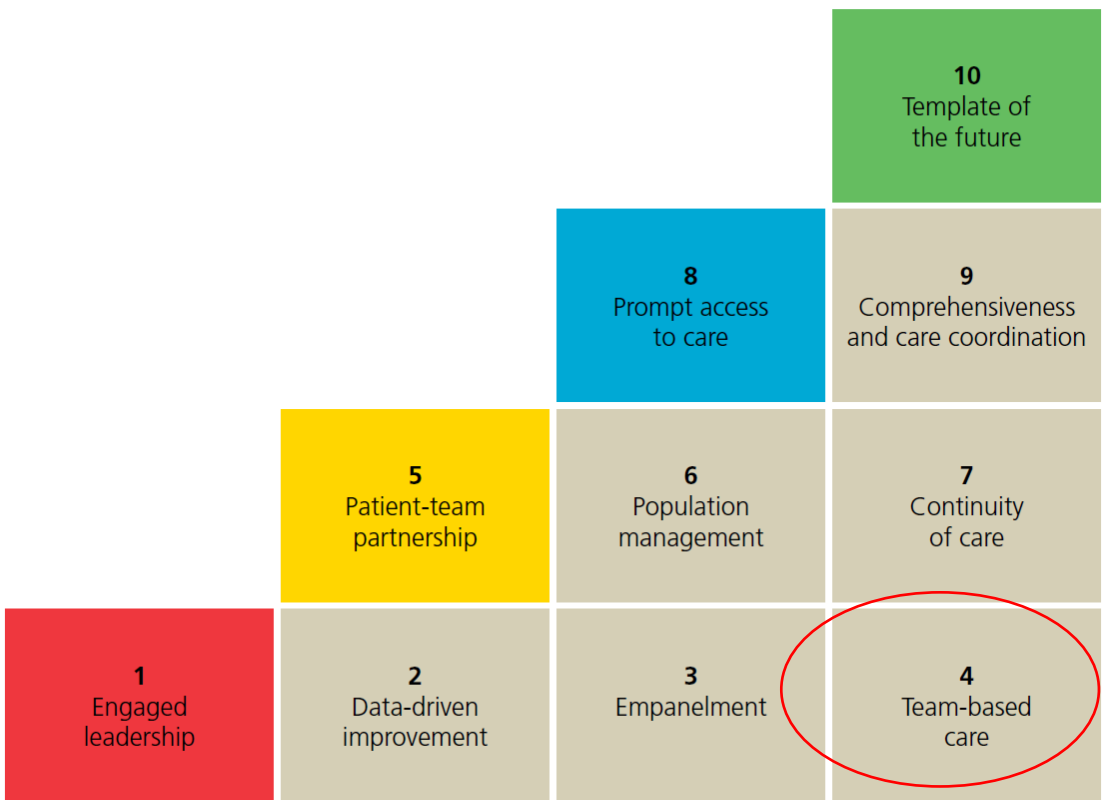 10
Template of
the future
8
Prompt access
to care
9
Comprehensiveness
and care coordination
5
Patient-team
partnership
6
Population
management
7
Continuity
of care
1
Engaged
leadership
2
Data-driven
improvement
3
Empanelment
4
Team-based
care